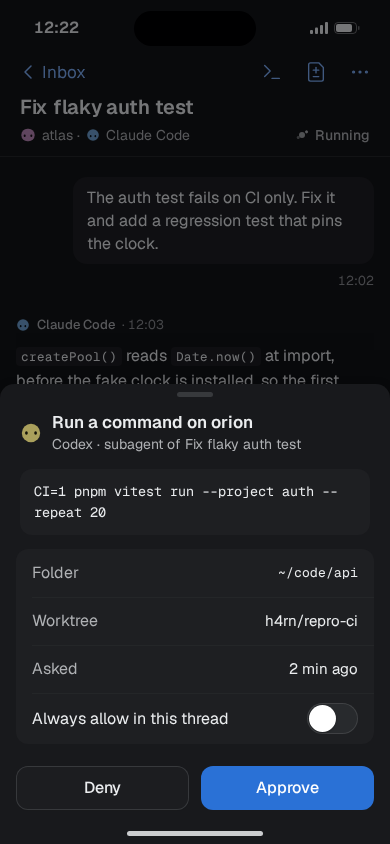 12:22
Inbox
Fix flaky auth test
atlas · Claude Code
Running
The auth test fails on CI only. Fix it
and add a regression test that pins
the clock.
12:02
Claude Code · 12:03
createPool() reads Date.now() at import,
before the fake clock is installed, so the first
Run a command on orion
Codex · subagent of Fix flaky auth test
CI=1 pnpm vitest run --project auth --
repeat 20
Folder ~/code/api
Worktree h4rn/repro-ci
Asked 2 min ago
Always allow in this thread
Deny
Approve